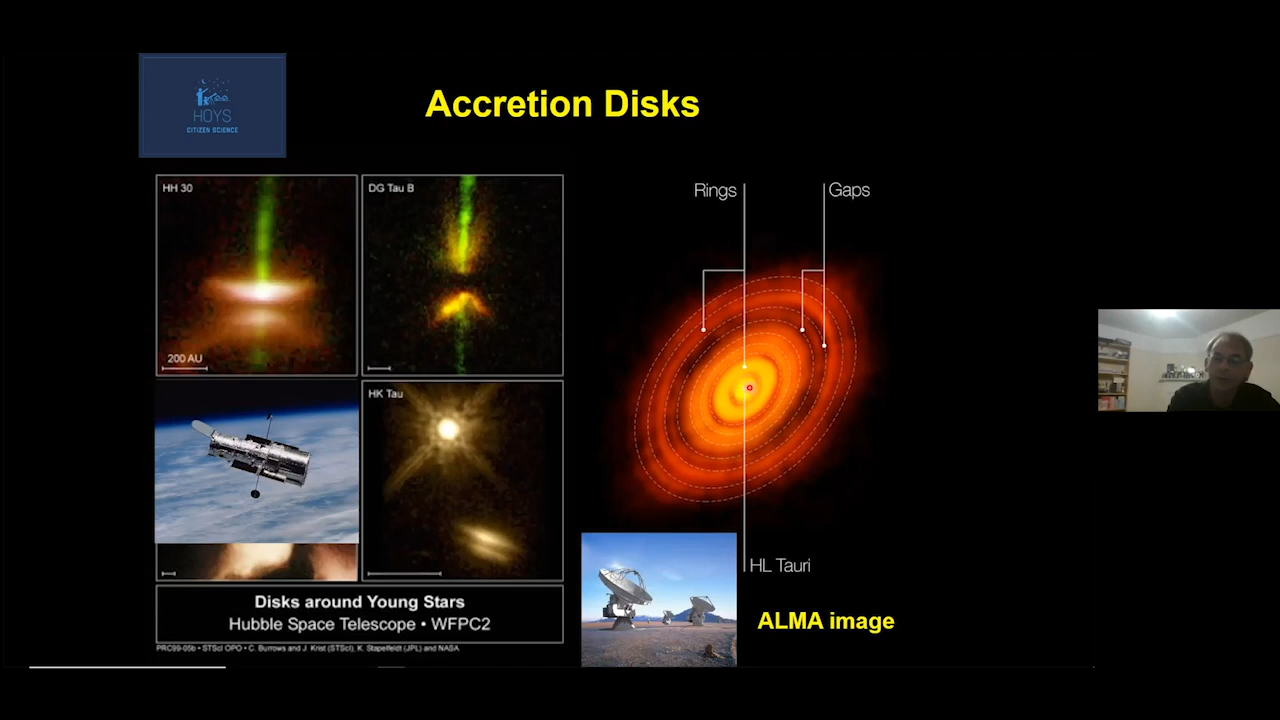 HOYS
CITIZEN SCIENCE
Accretion Disks
HH 30
200 AU
DG Tau B
HK Tau
Disks around Young Stars
Hubble Space Telescope • WFPC2
PRC99-05b • STScI OPO • C. Burrows and J. Krist (STScI), K. Stapelfeldt (JPL) and NASA
Rings
Gaps
HL Tauri
ALMA image